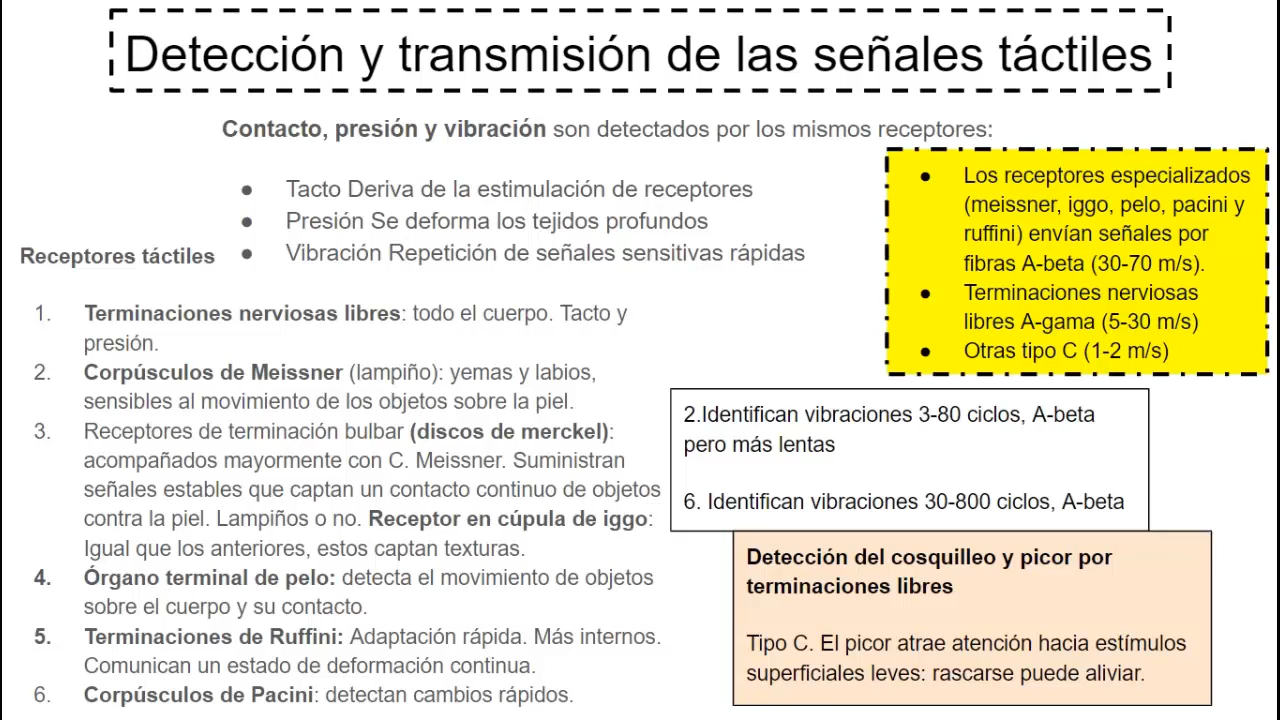 Detección y transmisión de las señales táctiles
Contacto, presión y vibración son detectados por los mismos receptores:
● Tacto Deriva de la estimulación de receptores
● Presión Se deforma los tejidos profundos
● Vibración Repetición de señales sensitivas rápidas
Receptores táctiles
1. Terminaciones nerviosas libres: todo el cuerpo. Tacto y
presión.
2. Corpúsculos de Meissner (lampiño): yemas y labios,
sensibles al movimiento de los objetos sobre la piel.
3. Receptores de terminación bulbar (discos de merckel):
acompañados mayormente con C. Meissner. Suministran
señales estables que captan un contacto continuo de objetos
contra la piel. Lampiños o no. Receptor en cúpula de iggo:
Igual que los anteriores, estos captan texturas.
4. Órgano terminal de pelo: detecta el movimiento de objetos
sobre el cuerpo y su contacto.
5. Terminaciones de Ruffini: Adaptación rápida. Más internos.
Comunican un estado de deformación continua.
6. Corpúsculos de Pacini: detectan cambios rápidos.
● Los receptores especializados
(meissner, iggo, pelo, pacini y
ruffini) envían señales por
fibras A-beta (30-70 m/s).
● Terminaciones nerviosas
libres A-gama (5-30 m/s)
● Otras tipo C (1-2 m/s)
2.Identifican vibraciones 3-80 ciclos, A-beta
pero más lentas
6. Identifican vibraciones 30-800 ciclos, A-beta
Detección del cosquilleo y picor por
terminaciones libres
Tipo C. El picor atrae atención hacia estímulos
superficiales leves: rascarse puede aliviar.